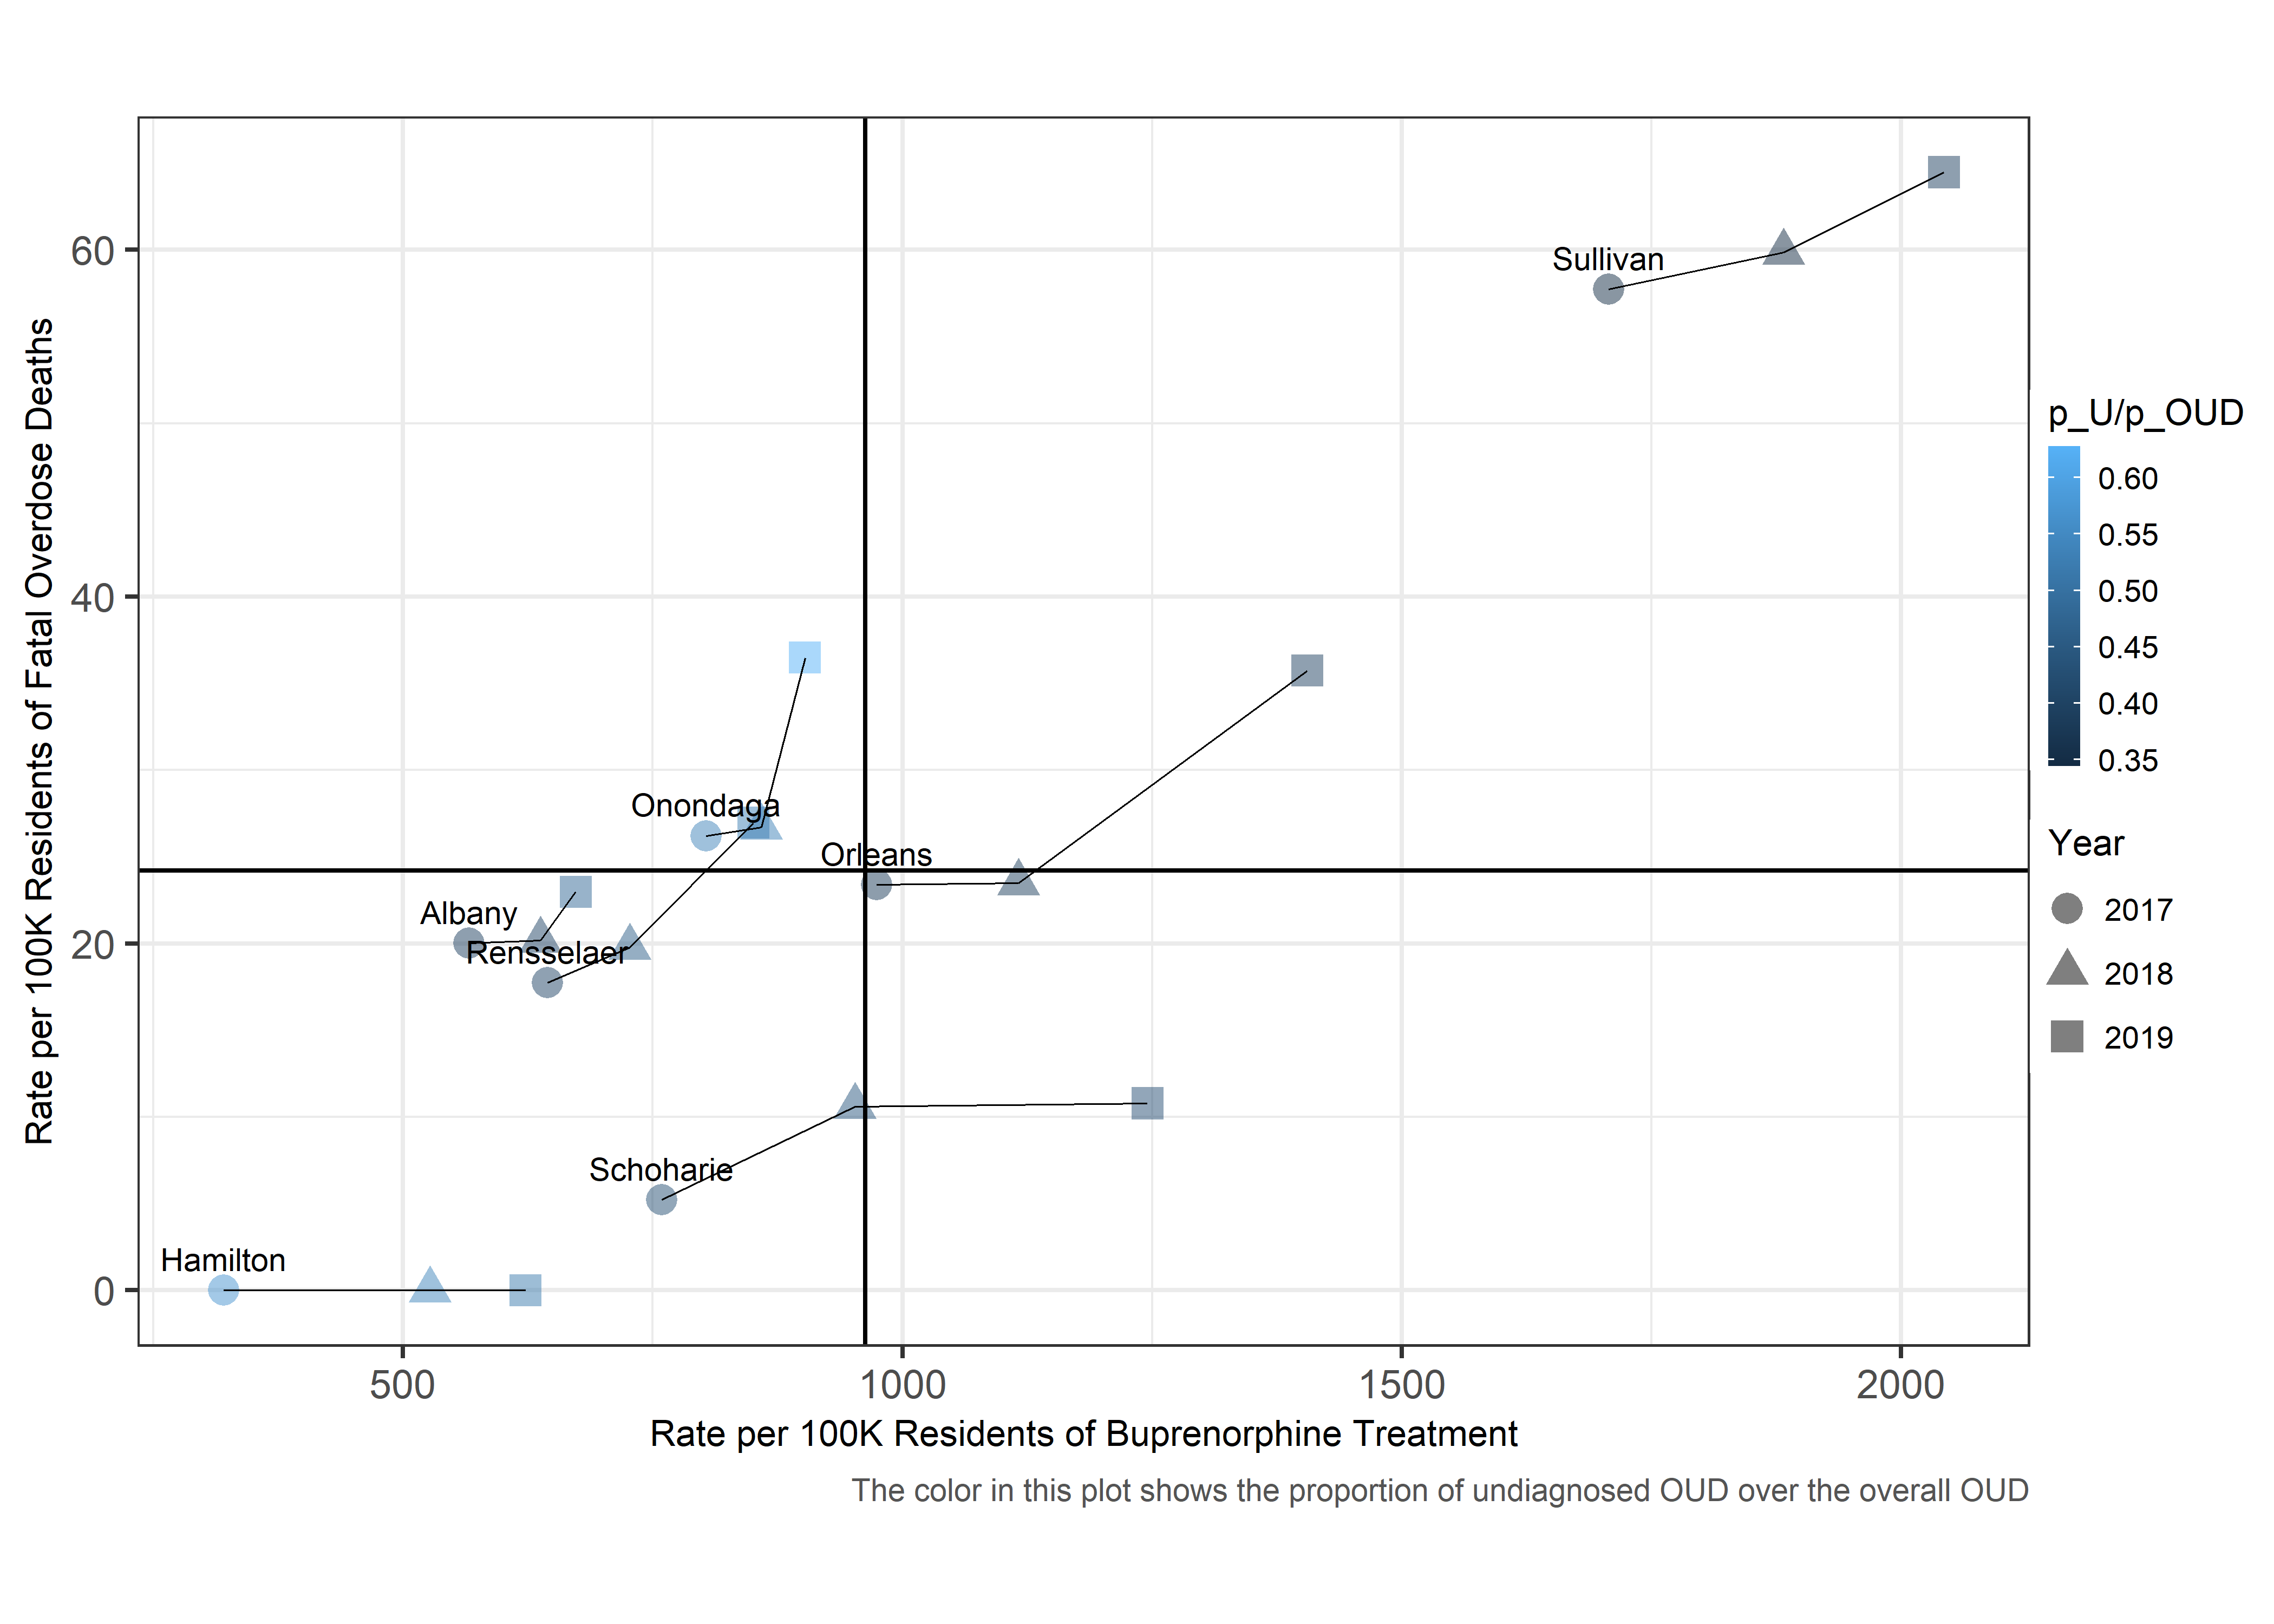 Rate per 100K Residents of Fatal Overdose Deaths
60
40
20
0
Sullivan
Onondaga
Orleans
Albany
Rensselaer
Schoharie
Hamilton
500
1000
1500
2000
Rate per 100K Residents of Buprenorphine Treatment
The color in this plot shows the proportion of undiagnosed OUD over the overall OUD
p_U/p_OUD
0.60
0.55
0.50
0.45
0.40
0.35
Year
2017
2018
2019